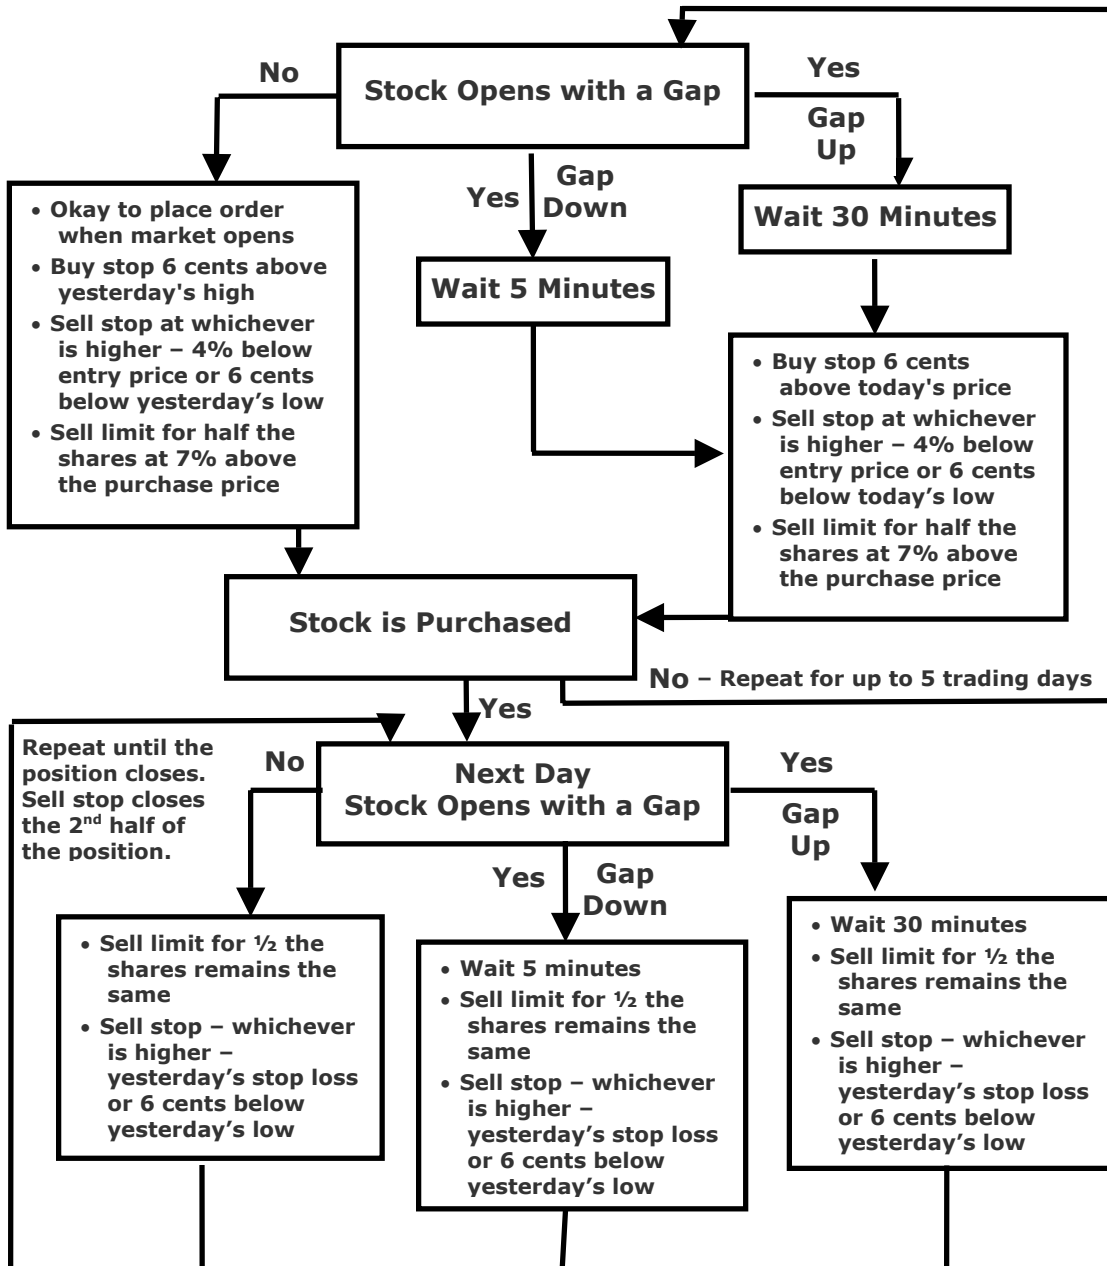 Stock Opens with a Gap
No
Yes
Gap
Up
Yes
Gap
Down
• Okay to place order
when market opens
• Buy stop 6 cents above
yesterday's high
• Sell stop at whichever
is higher – 4% below
entry price or 6 cents
below yesterday’s low
• Sell limit for half the
shares at 7% above
the purchase price
Wait 5 Minutes
Wait 30 Minutes
• Buy stop 6 cents
above today's price
• Sell stop at whichever
is higher – 4% below
entry price or 6 cents
below today’s low
• Sell limit for half the
shares at 7% above
the purchase price
Stock is Purchased
No – Repeat for up to 5 trading days
Yes
Repeat until the
position closes.
Sell stop closes
the 2nd half of
the position.
Next Day
Stock Opens with a Gap
No
Yes
Gap
Up
Yes
Gap
Down
• Sell limit for ½ the
shares remains the
same
• Sell stop – whichever
is higher –
yesterday’s stop loss
or 6 cents below
yesterday’s low
• Wait 5 minutes
• Sell limit for ½ the
shares remains the
same
• Sell stop – whichever
is higher –
yesterday’s stop loss
or 6 cents below
yesterday’s low
• Wait 30 minutes
• Sell limit for ½ the
shares remains the
same
• Sell stop – whichever
is higher –
yesterday’s stop loss
or 6 cents below
yesterday’s low